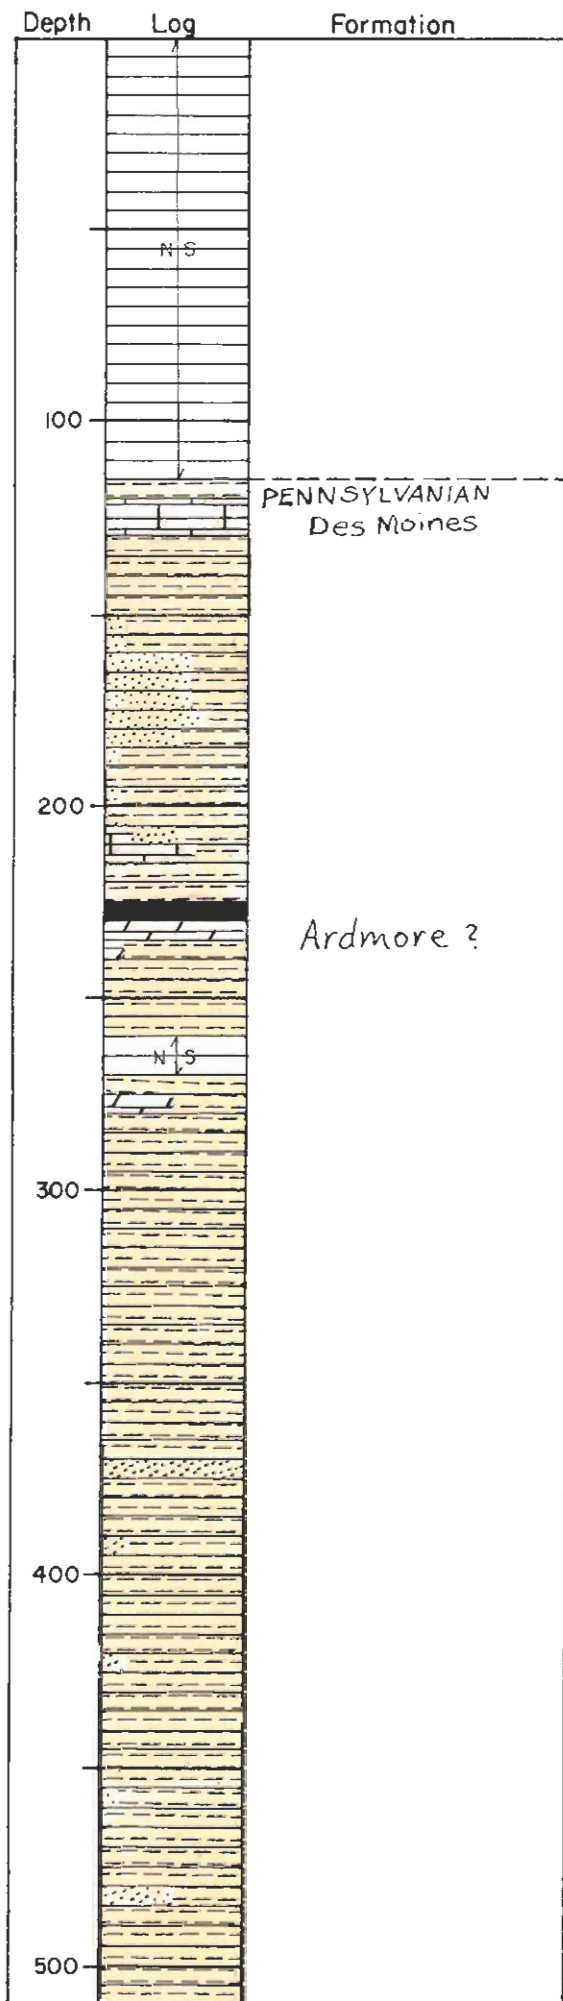 Depth Log Formation
N S
100
PENNSYLVANIAN
Des Moines
200
Ardmore ?
N S
300
400
500